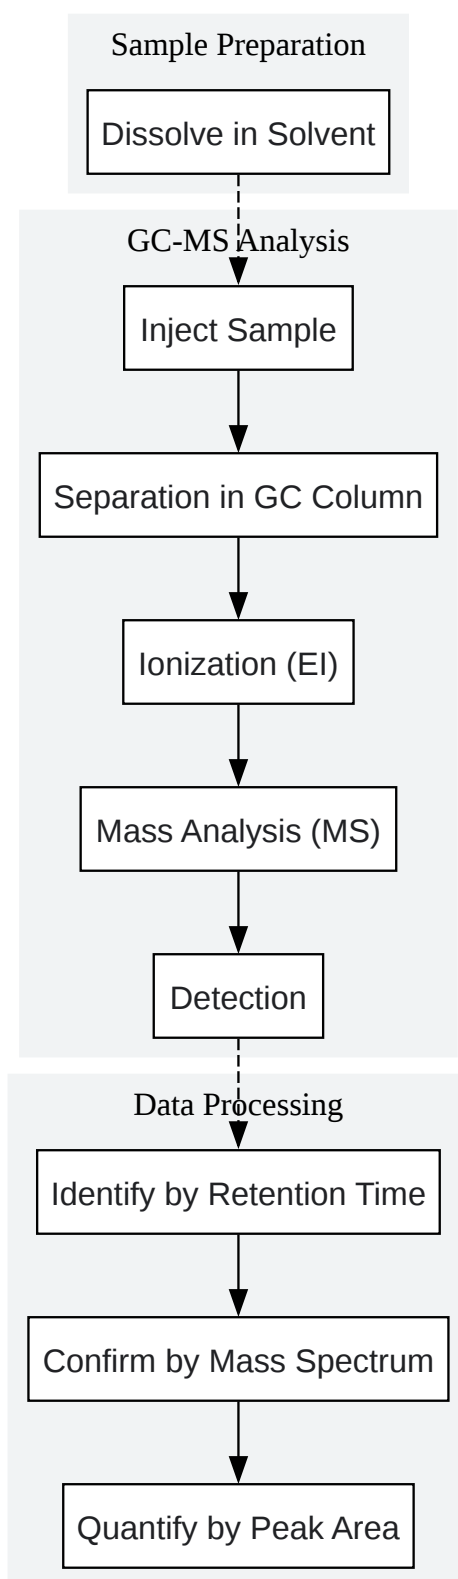 Sample Preparation
Dissolve in Solvent
GC-MS Analysis
Inject Sample
Separation in GC Column
Ionization (EI)
Mass Analysis (MS)
Detection
Data Processing
Identify by Retention Time
Confirm by Mass Spectrum
Quantify by Peak Area